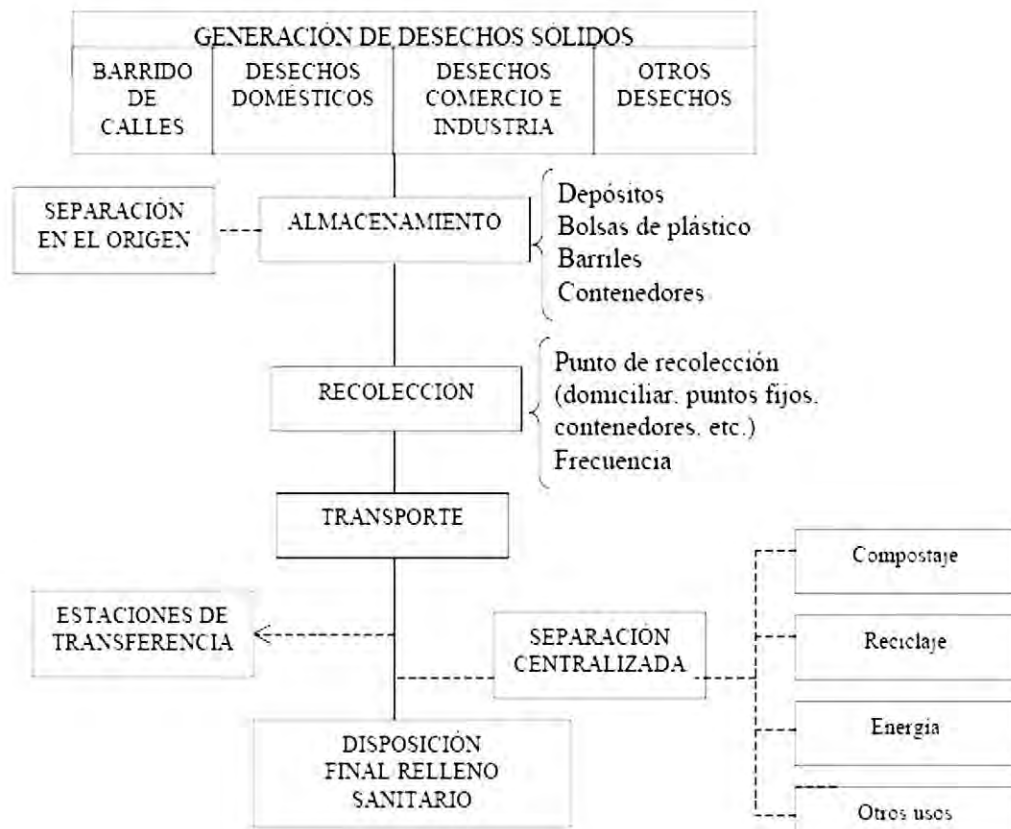 GENERACIÓN DE DESECHOS SÓLIDOS
BARRIDO
DE
CALLES
DESECHOS
DOMÉSTICOS
DESECHOS
COMERCIO E
INDUSTRIA
OTROS
DESECHOS
SEPARACIÓN
EN EL ORIGEN
ALMACENAMIENTO
Depósitos
Bolsas de plástico
Barriles
Contenedores
RECOLECCIÓN
Punto de recolección
(domiciliar, puntos fijos,
contenedores, etc.)
Frecuencia
TRANSPORTE
ESTACIONES DE
TRANSFERENCIA
SEPARACIÓN
CENTRALIZADA
Compostaje
Reciclaje
Energía
Otros usos
DISPOSICIÓN
FINAL RELLENO
SANITARIO